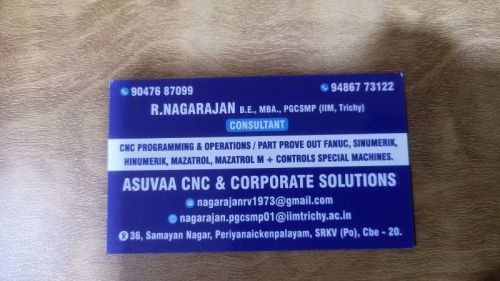 90476 87099 94867 73122
R.NAGARAJAN B.E., MBA., PGCSMP (IIM, Trichy)
CONSULTANT
CNC PROGRAMMING & OPERATIONS / PART PROVE OUT FANUC, SINUMERIK,
HINUMERIK, MAZATROL, MAZATROL M + CONTROLS SPECIAL MACHINES.
ASUVAA CNC & CORPORATE SOLUTIONS
nagarajanrv1973@gmail.com
nagarajan.pgcsmp01@iimtrichy.ac.in
36, Samayan Nagar, Periyanaickenpalayam, SRKV (Po), Cbe - 20.